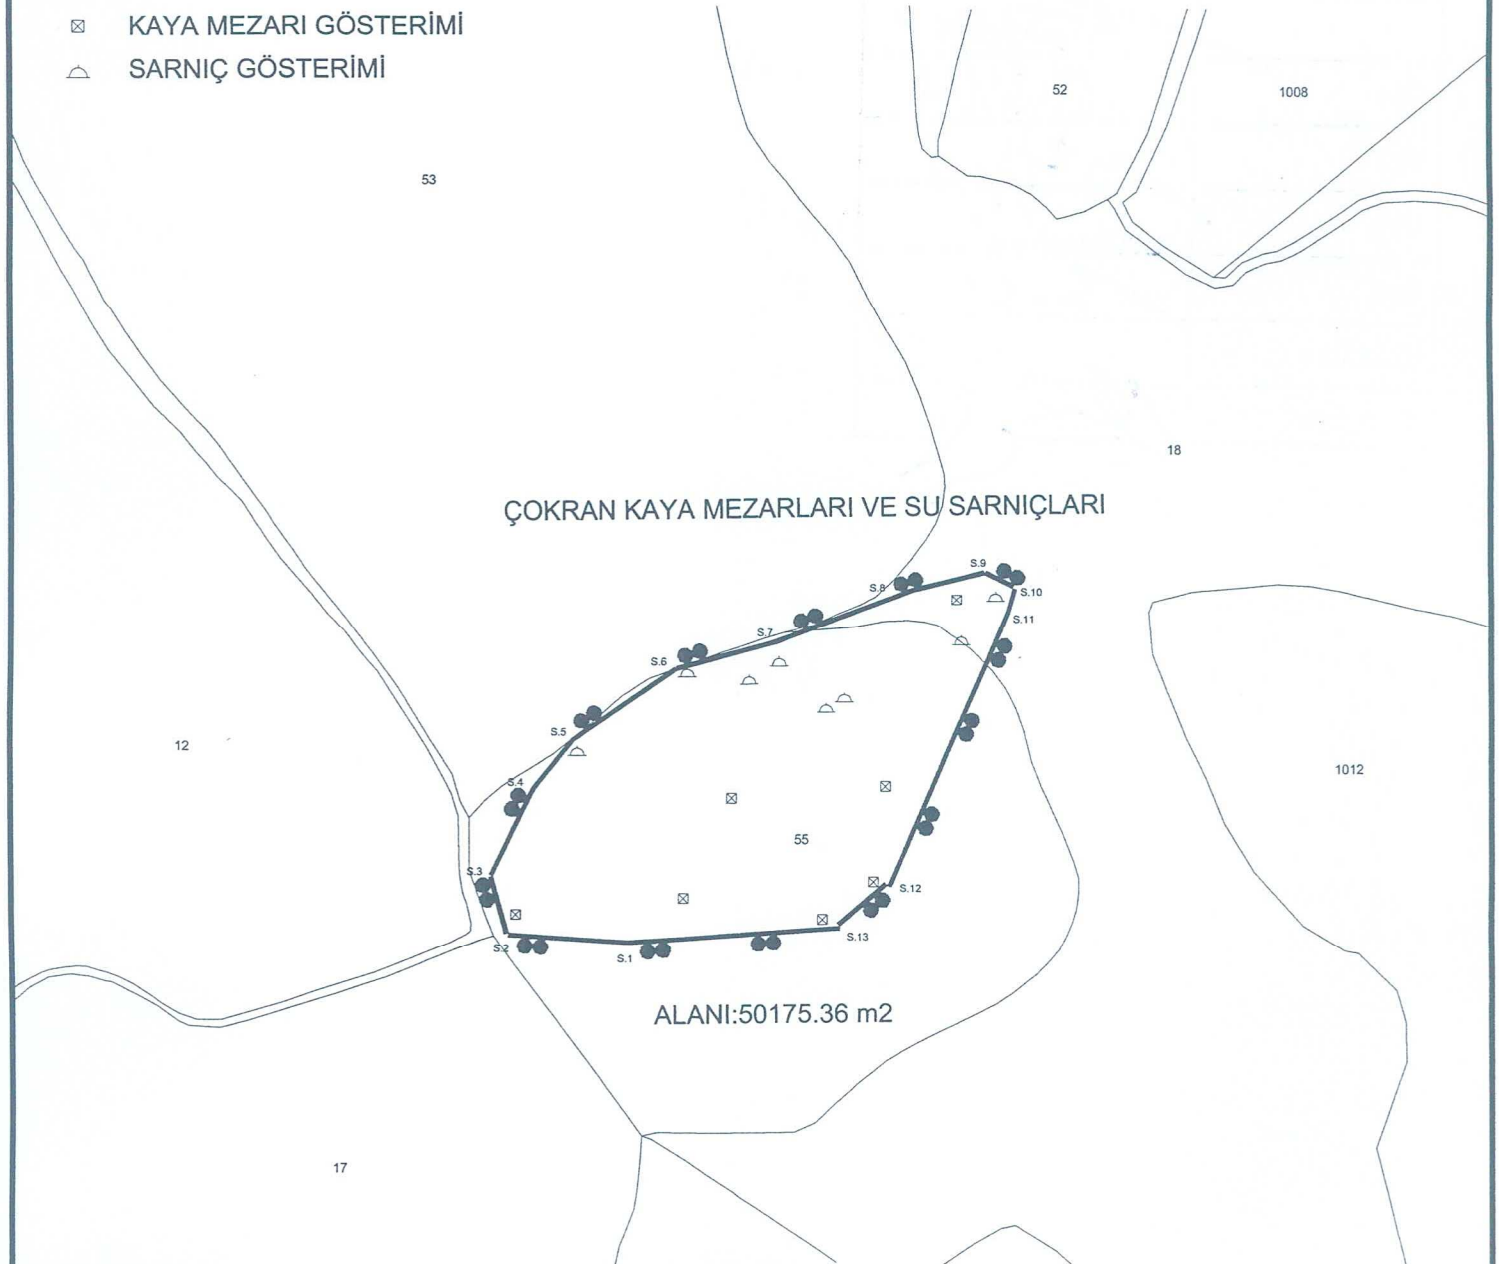 KAYA MEZARI GÖSTERİMİ
SARNIÇ GÖSTERİMİ
52
1008
53
18
ÇOKRAN KAYA MEZARLARI VE SU SARNIÇLARI
S.9
S.8
S.10
S.11
S.7
S.6
S.5
12
1012
S.4
55
S.3
S.12
S.13
S.2
S.1
ALANI:50175.36 m2
17